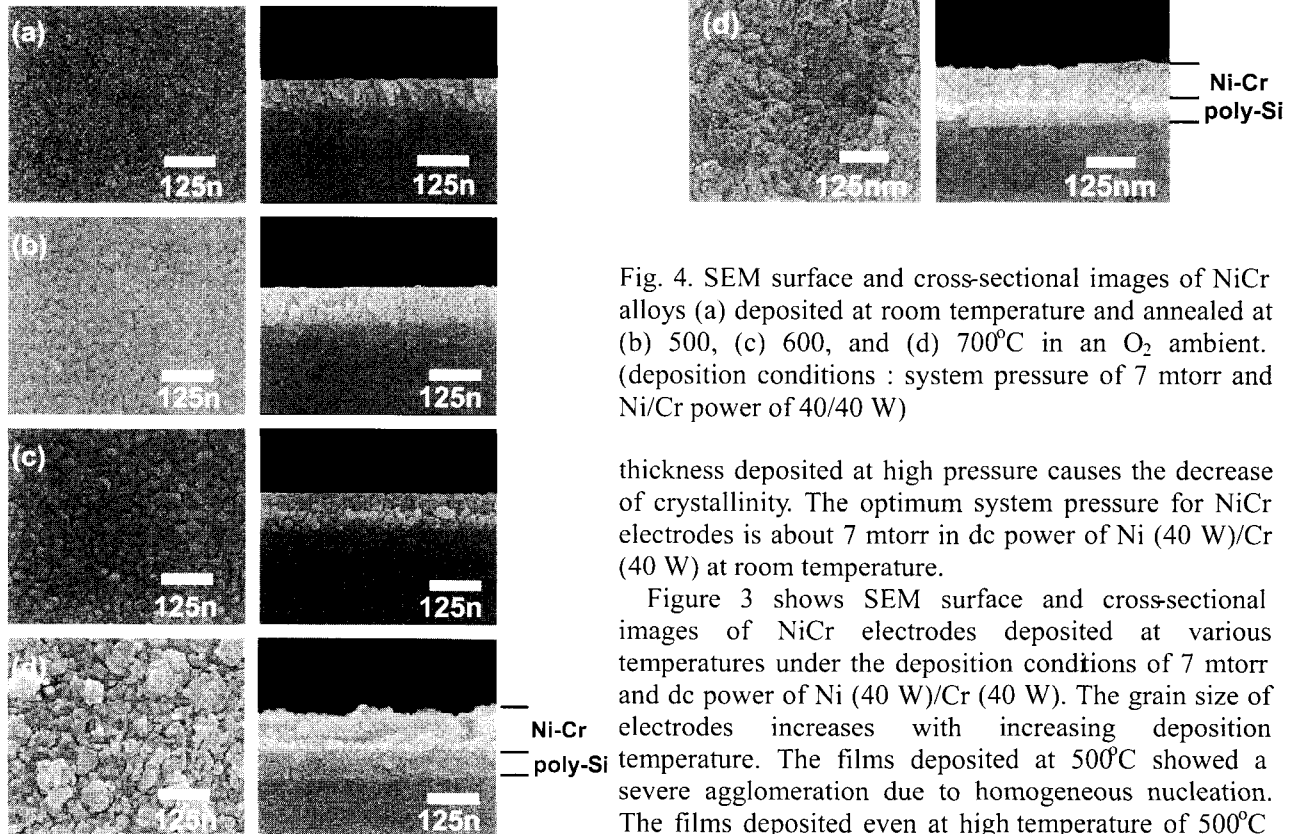 (a)
125n
125n
(b)
125n
125n
(c)
125n
125n
(d)
125n
125n
Ni-Cr
poly-Si
(d)
125nm
125nm
Ni-Cr
poly-Si
Fig. 4. SEM surface and cross-sectional images of NiCr
alloys (a) deposited at room temperature and annealed at
(b) 500, (c) 600, and (d) 700°C in an O₂ ambient.
(deposition conditions : system pressure of 7 mtorr and
Ni/Cr power of 40/40 W)
thickness deposited at high pressure causes the decrease
of crystallinity. The optimum system pressure for NiCr
electrodes is about 7 mtorr in dc power of Ni (40 W)/Cr
(40 W) at room temperature.
Figure 3 shows SEM surface and cross-sectional
images of NiCr electrodes deposited at various
temperatures under the deposition conditions of 7 mtorr
and dc power of Ni (40 W)/Cr (40 W). The grain size of
electrodes increases with increasing deposition
temperature. The films deposited at 500°C showed a
severe agglomeration due to homogeneous nucleation.
The films deposited even at high temperature of 500°C